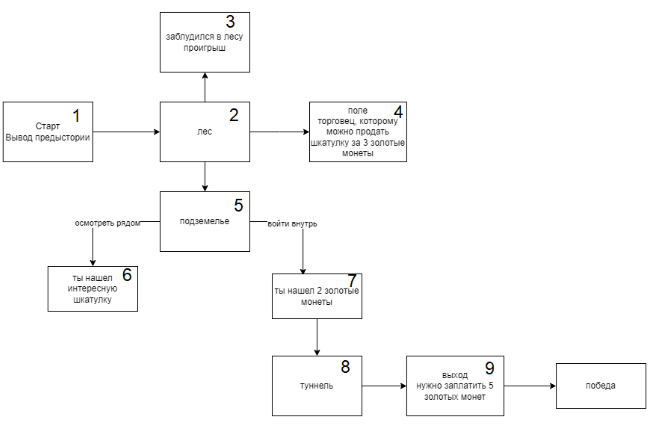 3
заблудился в лесу
проигрыш
1
Старт
Вывод предыстории
2
лес
4
поле
торговец, которому
можно продать
шкатулку за 3 золотые
монеты
5
подземелье
осмотреть рядом
войти внутрь
6
ты нашел
интересную
шкатулку
7
ты нашел 2 золотые
монеты
8
туннель
9
выход
нужно заплатить 5
золотых монет
победа